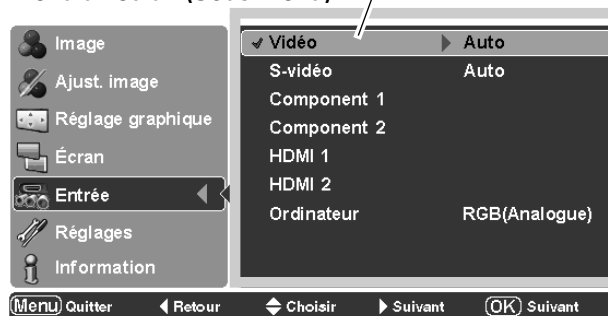 Image
Ajust. image
Réglage graphique
Écran
Entrée
Réglages
Information
Vidéo Auto
S-vidéo Auto
Component 1
Component 2
HDMI 1
HDMI 2
Ordinateur RGB(Analogue)
Menu Quitter Retour Choisir Suivant OK Suivant